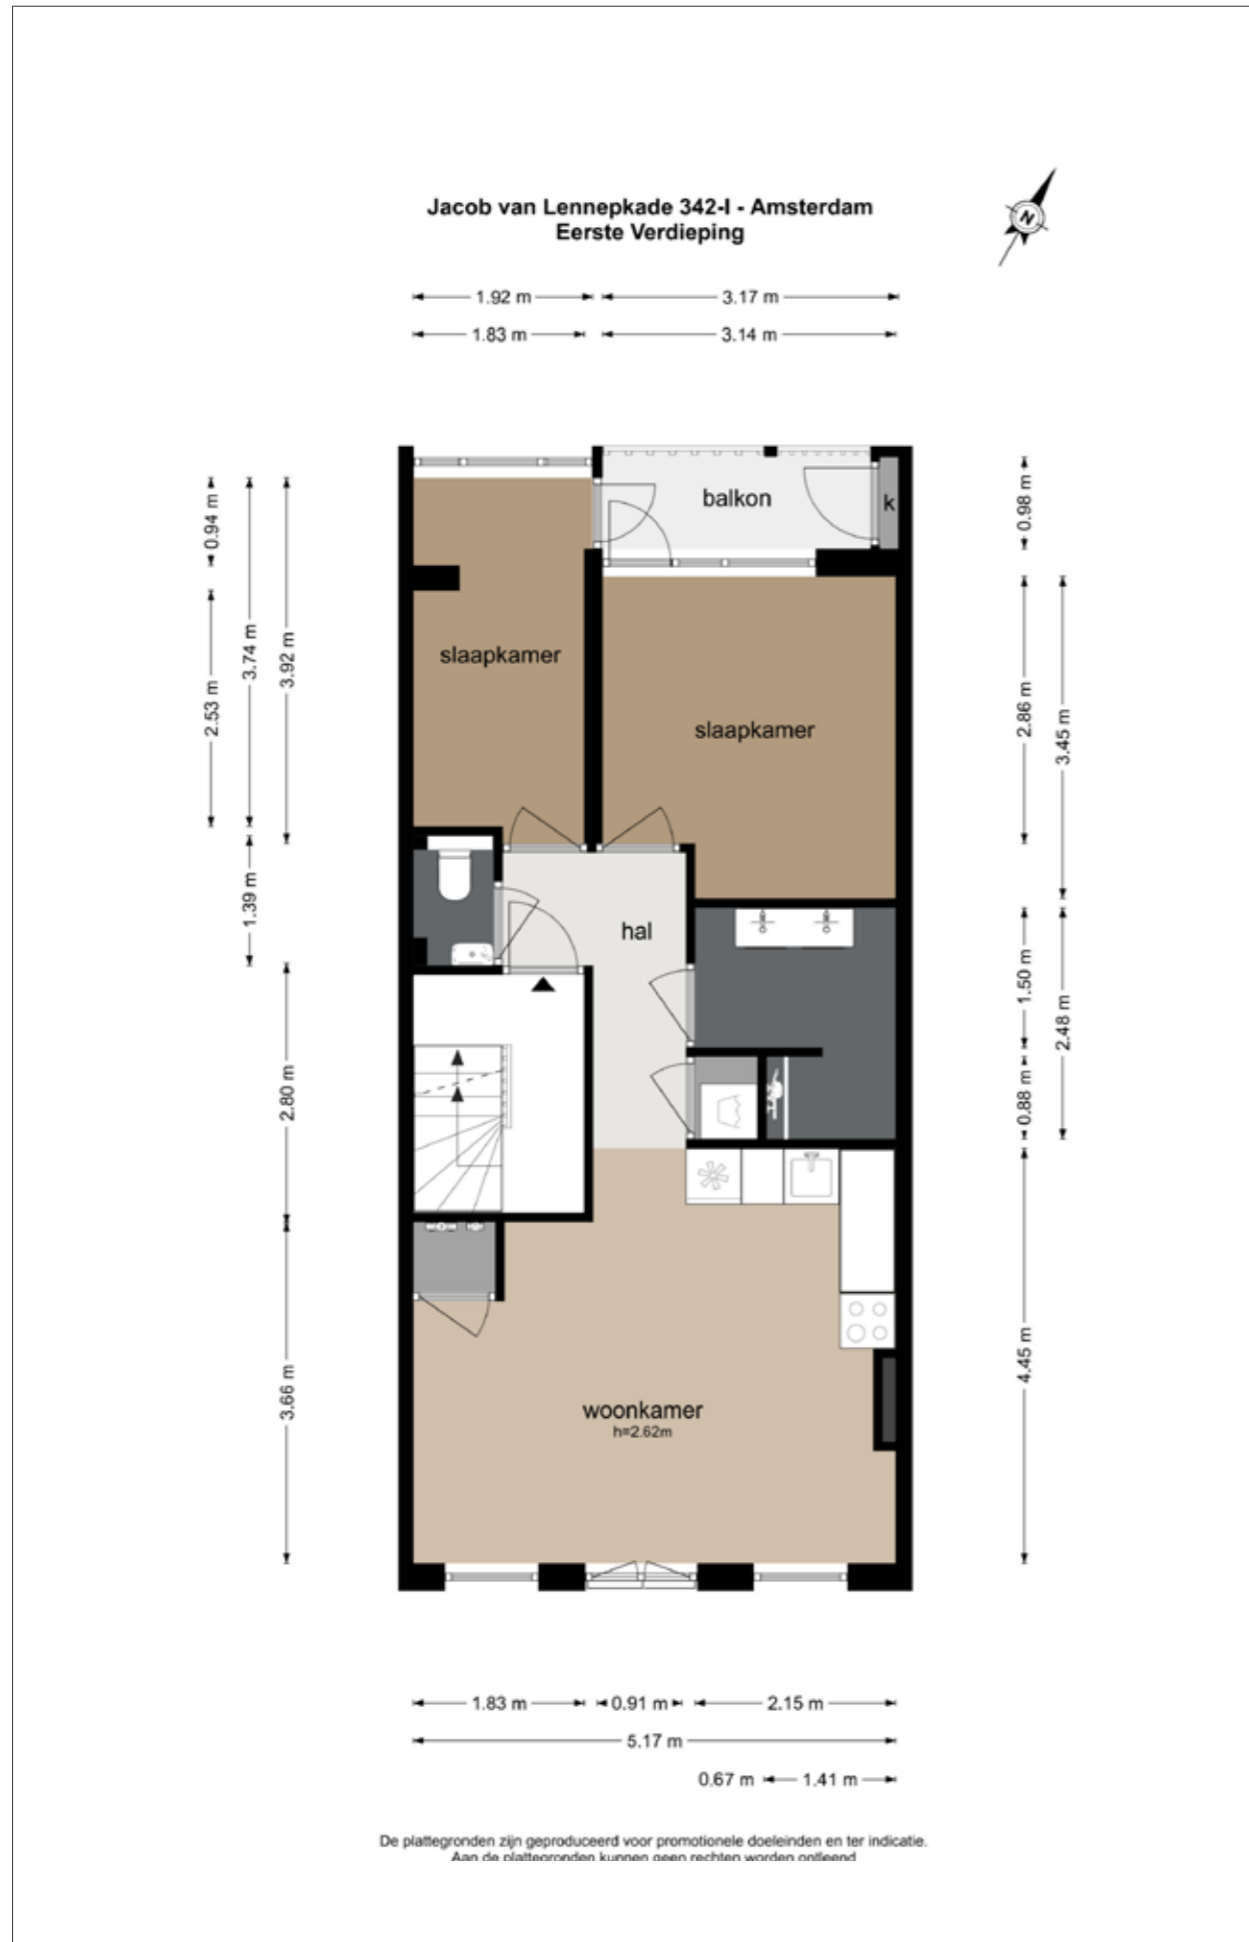 Jacob van Lennepkade 342-I - Amsterdam
Eerste Verdieping
N
1.92 m
3.17 m
1.83 m
3.14 m
balkon
k
0.94 m
0.98 m
3.74 m
3.92 m
2.53 m
slaapkamer
slaapkamer
2.86 m
3.45 m
1.39 m
hal
1.50 m
2.48 m
2.80 m
0.88 m
3.66 m
4.45 m
woonkamer
h=2.62m
1.83 m
0.91 m
2.15 m
5.17 m
0.67 m
1.41 m
De plattegronden zijn geproduceerd voor promotionele doeleinden en ter indicatie.
Aan de plattegronden kunnen geen rechten worden ontleend